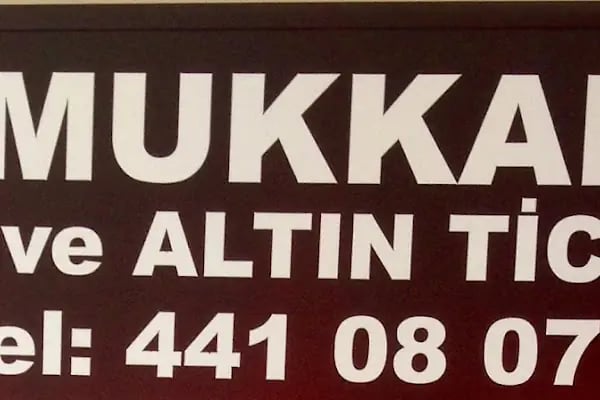 MUKKA
ve ALTIN TİC
el: 441 08 07